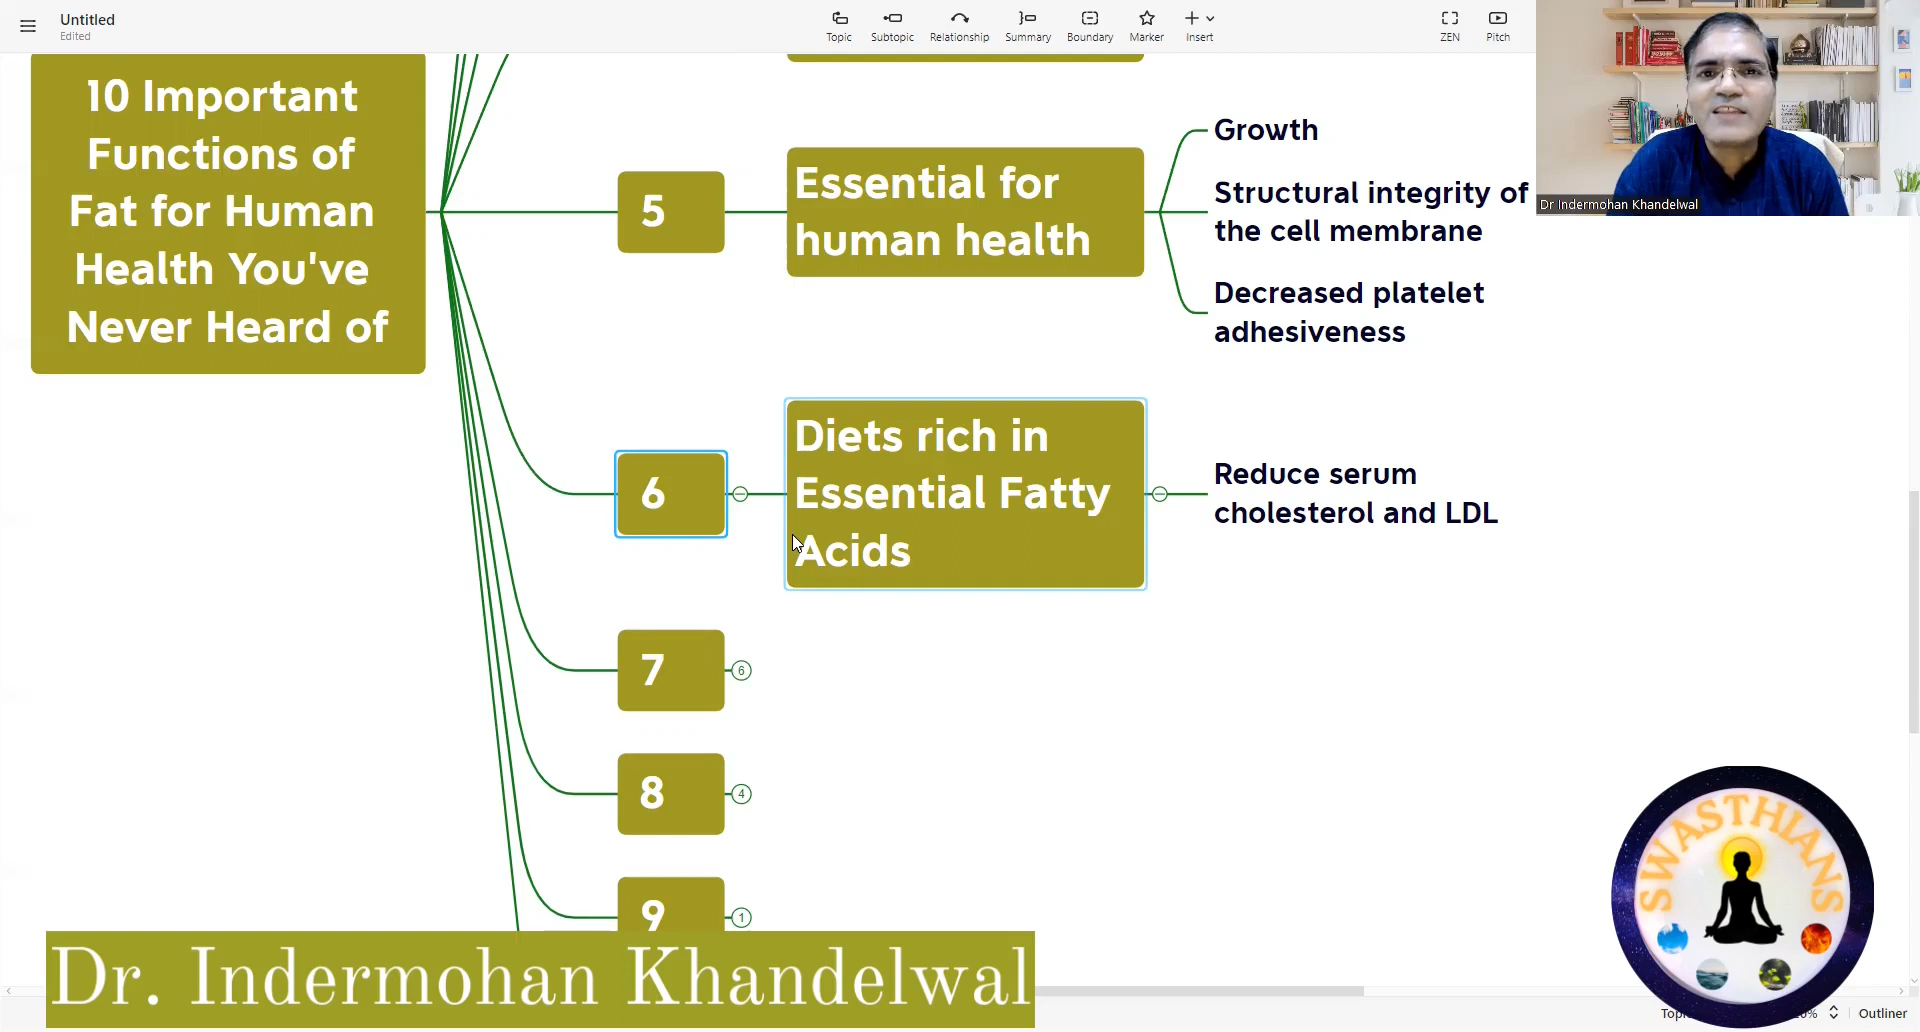 Untitled
Edited
Topic
Subtopic
Relationship
Summary
Boundary
Marker
Insert
ZEN
Pitch
Dr Indermohan Khandelwal
10 Important
Functions of
Fat for Human
Health You've
Never Heard of
5
Essential for
human health
Growth
Structural integrity of
the cell membrane
Decreased platelet
adhesiveness
6
Diets rich in
Essential Fatty
Acids
Reduce serum
cholesterol and LDL
7
6
8
4
9
1
Dr. Indermohan Khandelwal
SWASTHIANS
Outliner